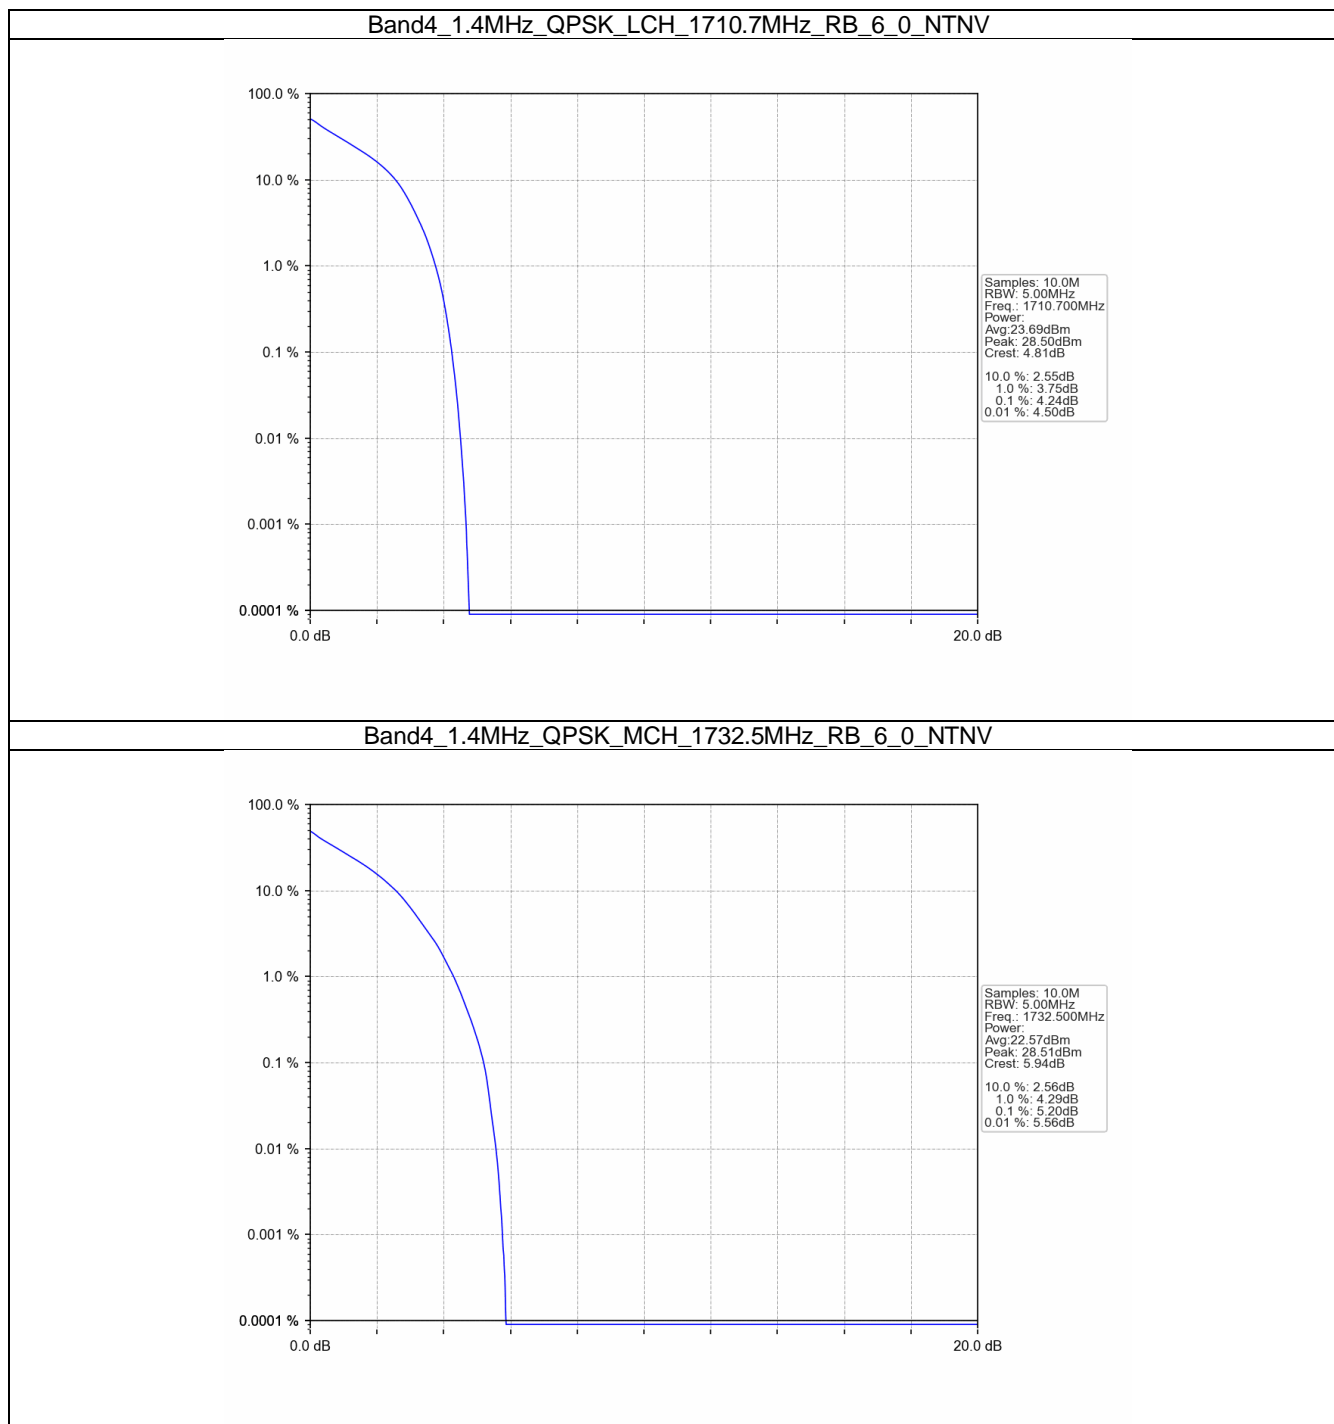 Band4_1.4MHz_QPSK_LCH_1710.7MHz_RB_6_0_NTNV
100.0 %
10.0 %
1.0 %
0.1 %
0.01 %
0.001 %
0.0001 %
0.0 dB
20.0 dB
Samples: 10.0M
RBW: 5.00MHz
Freq.: 1710.700MHz
Power:
Avg:23.69dBm
Peak: 28.50dBm
Crest: 4.81dB
10.0 %: 2.55dB
1.0 %: 3.75dB
0.1 %: 4.24dB
0.01 %: 4.50dB
Band4_1.4MHz_QPSK_MCH_1732.5MHz_RB_6_0_NTNV
100.0 %
10.0 %
1.0 %
0.1 %
0.01 %
0.001 %
0.0001 %
0.0 dB
20.0 dB
Samples: 10.0M
RBW: 5.00MHz
Freq.: 1732.500MHz
Power:
Avg:22.57dBm
Peak: 28.51dBm
Crest: 5.94dB
10.0 %: 2.56dB
1.0 %: 4.29dB
0.1 %: 5.20dB
0.01 %: 5.56dB